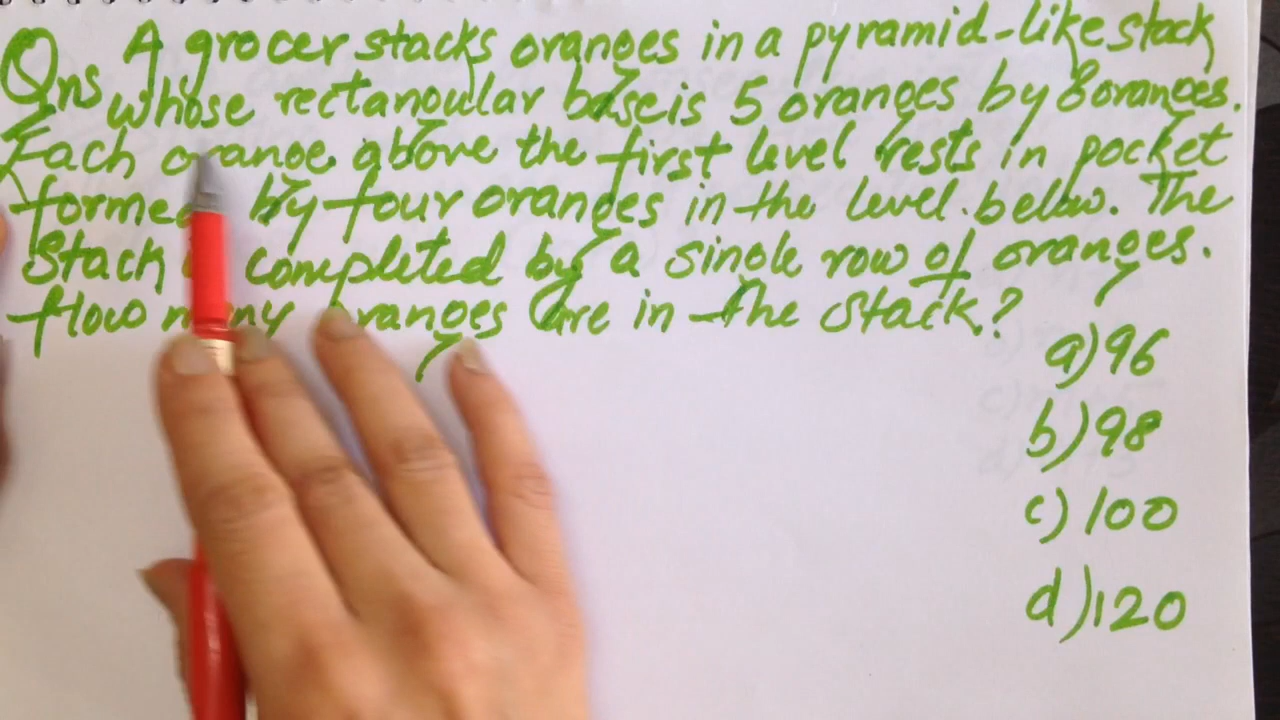 Qns A grocer stacks oranges in a pyramid-like stack
whose rectangular base is 5 oranges by 8 oranges.
Each orange above the first level rests in pocket
formed by four oranges in the level below. The
Stack completed by a single row of oranges.
How many oranges are in the stack?
a) 96
b) 98
c) 100
d) 120